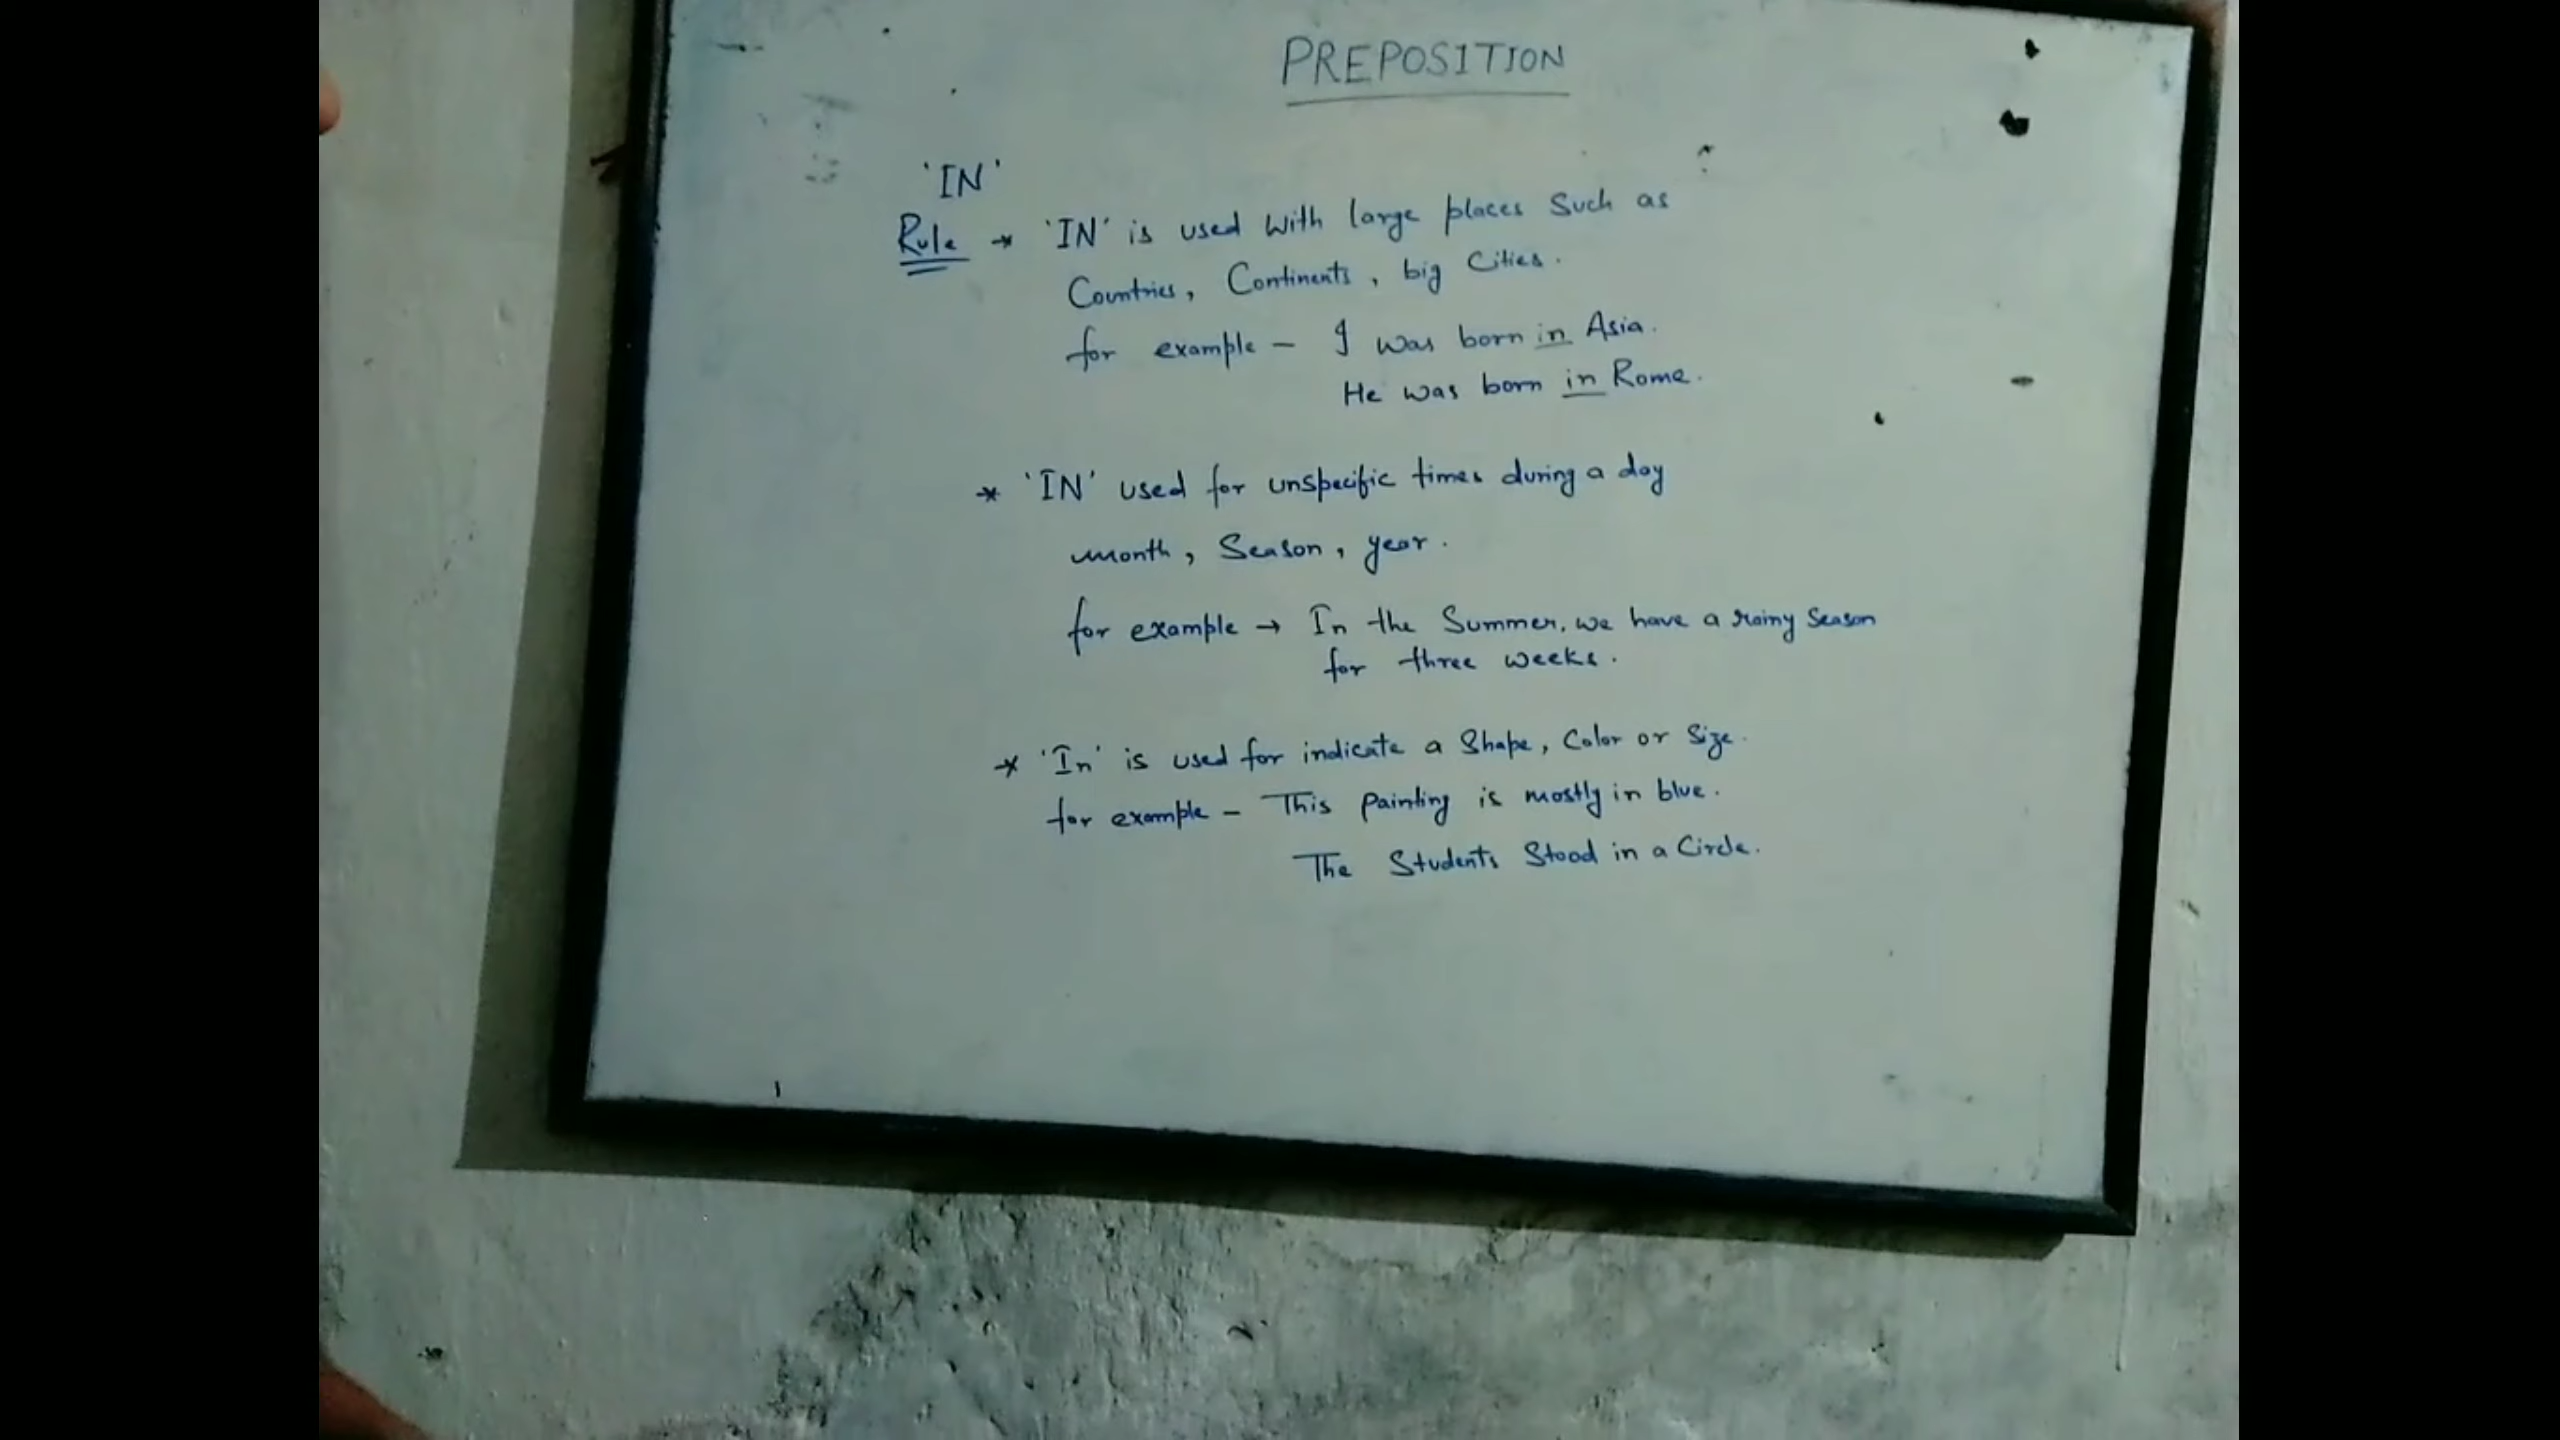 PREPOSITION
'IN'
Rule → 'IN' is used with large places such as
Countries, Continents, big Cities.
for example - I was born in Asia.
He was born in Rome.
* 'IN' used for unspecific times during a day
month, Season, year.
for example → In the Summer, we have a rainy Season
for three weeks.
* 'In' is used for indicate a Shape, Color or Size.
for example - This painting is mostly in blue.
The Students Stood in a Circle.